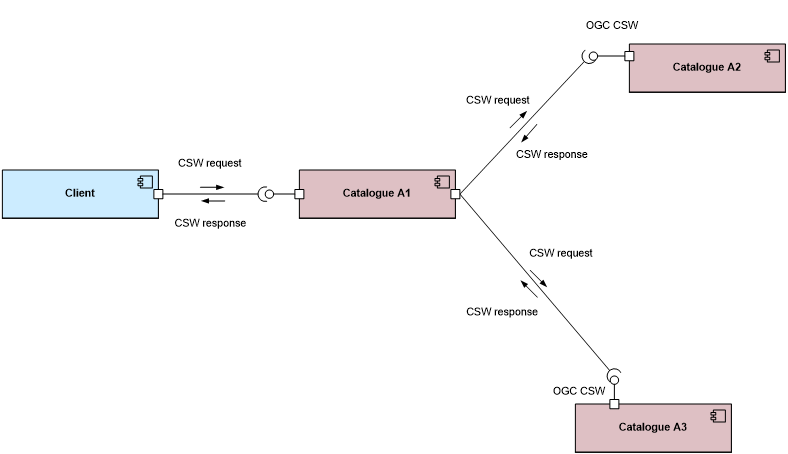 OGC CSW
Catalogue A2
CSW request
CSW response
CSW request
Client
Catalogue A1
CSW response
CSW request
CSW response
OGC CSW
Catalogue A3